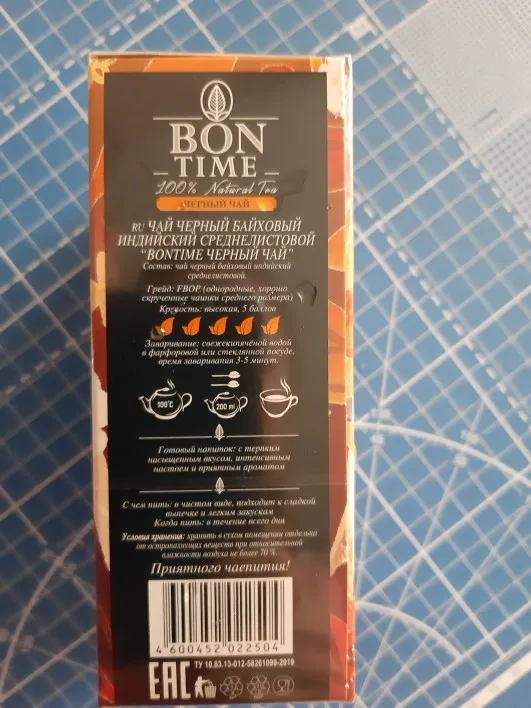 BON
TIME
100% Natural Tea
ЧЕРНЫЙ ЧАЙ
RU ЧАЙ ЧЕРНЫЙ БАЙХОВЫЙ
ИНДИЙСКИЙ СРЕДНЕЛИСТОВОЙ
"BONTIME ЧЕРНЫЙ ЧАЙ"
Состав: чай черный байховый индийский
среднелистовой.
Грейд: FBOP, (однородные, хорошо
скрученные чаинки среднего размера)
Крепость: высокая, 5 баллов
Заваривание: свежекипячёной водой
в фарфоровой или стеклянной посуде,
время заваривания 3-5 минут.
100°C
200 ml
Готовый напиток: с терпким
насыщенным вкусом, интенсивным
настоем и приятным ароматом
С чем пить: в чистом виде, подходит к сладкой
выпечке и легким закускам
Когда пить: в течение всего дня
Условия хранения: хранить в сухом помещении отдельно
от остропахнущих веществ при относительной
влажности воздуха не более 70 %.
Приятного чаепития!
4 600452 022504
EAC
ТУ 10.83.13-012-58261099-2019